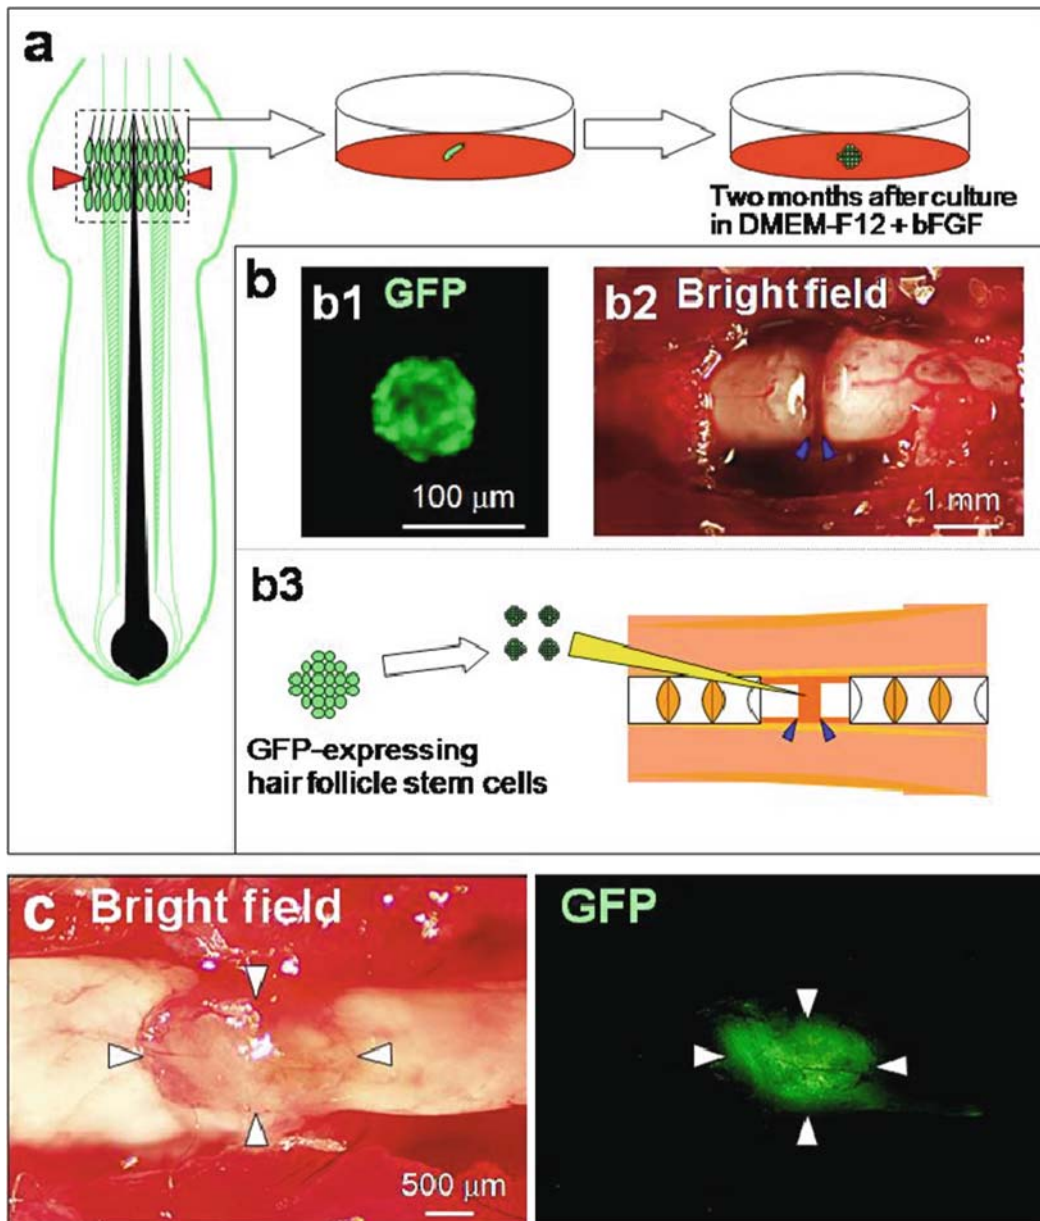 a
Two months after culture
in DMEM-F12 + bFGF
b
b1 GFP
100 µm
b2 Bright field
1 mm
b3
GFP-expressing
hair follicle stem cells
c Bright field
500 µm
GFP